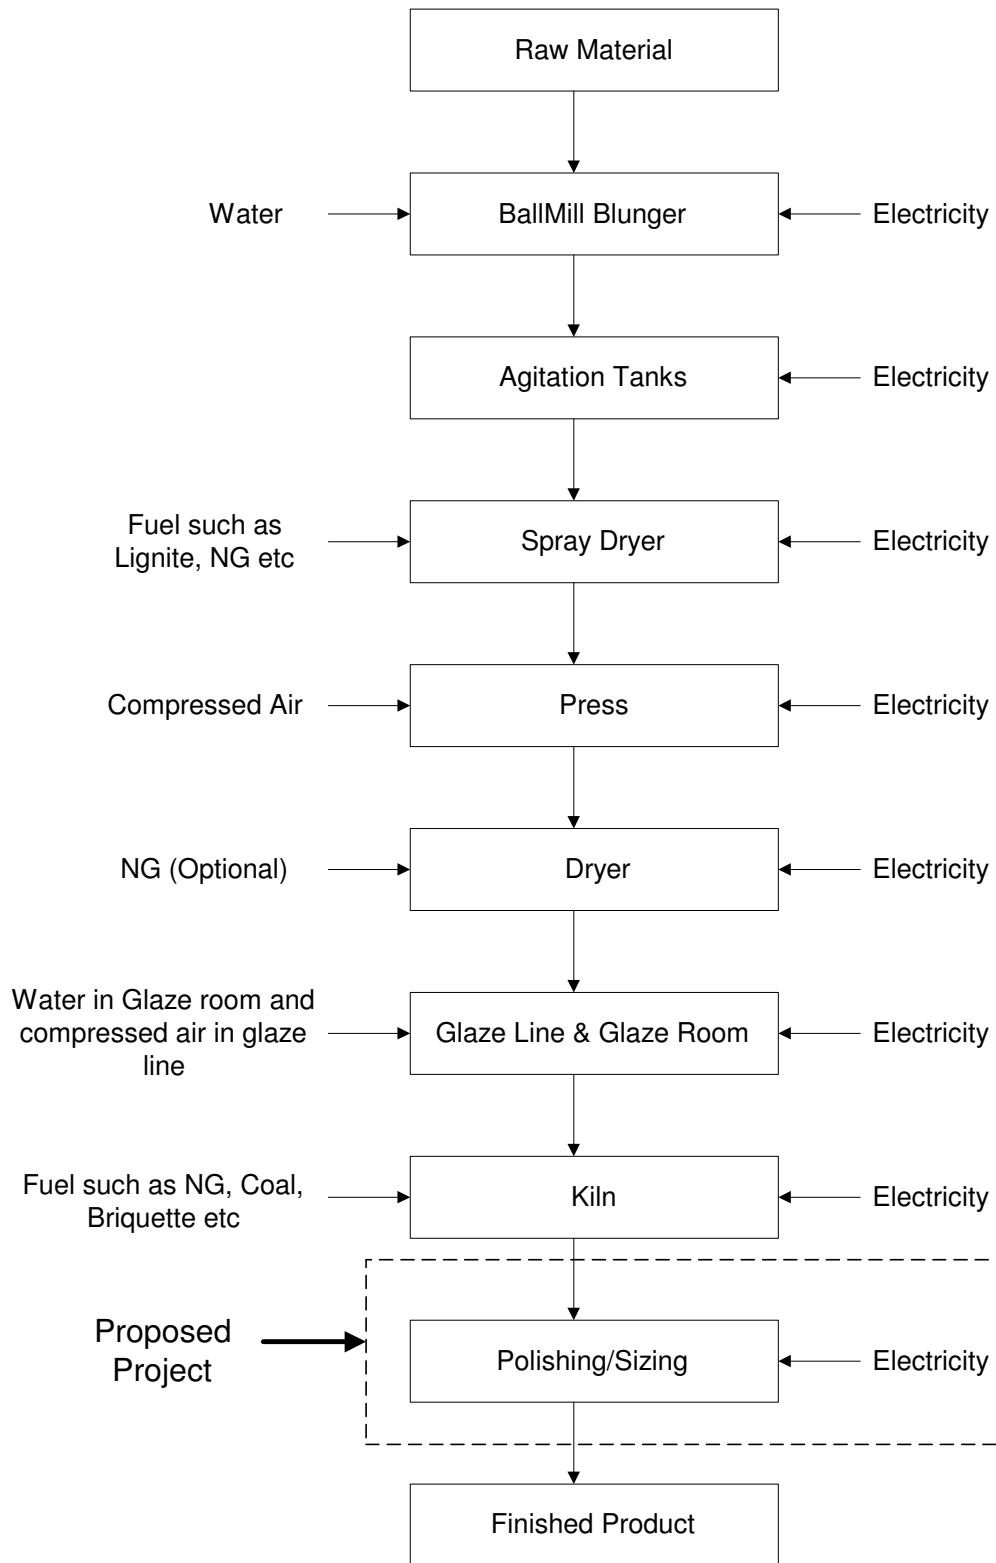 Raw Material
Water
BallMill Blunger
Electricity
Agitation Tanks
Electricity
Fuel such as
Lignite, NG etc
Spray Dryer
Electricity
Compressed Air
Press
Electricity
NG (Optional)
Dryer
Electricity
Water in Glaze room and
compressed air in glaze
line
Glaze Line & Glaze Room
Electricity
Fuel such as NG, Coal,
Briquette etc
Kiln
Electricity
Proposed
Project
Polishing/Sizing
Electricity
Finished Product